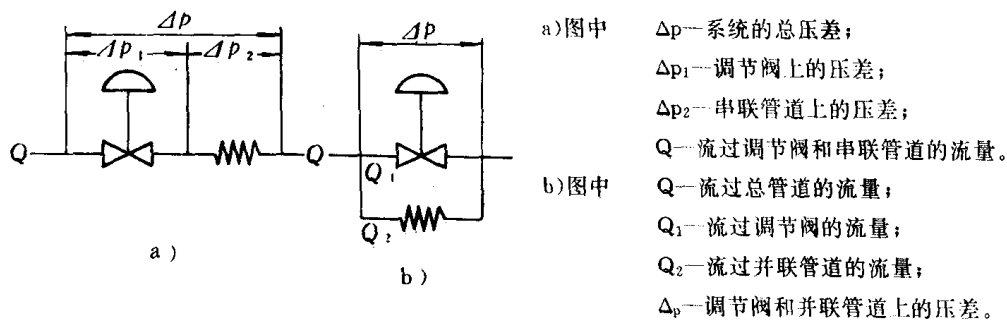 Δp
Δp₁ Δp₂
Q
a)
Δp
Q
Q₁
Q₂
b)
a)图中 Δp—系统的总压差；
Δp₁—调节阀上的压差；
Δp₂—串联管道上的压差；
Q—流过调节阀和串联管道的流量。
b)图中 Q—流过总管道的流量；
Q₁—流过调节阀的流量；
Q₂—流过并联管道的流量；
Δₚ—调节阀和并联管道上的压差。